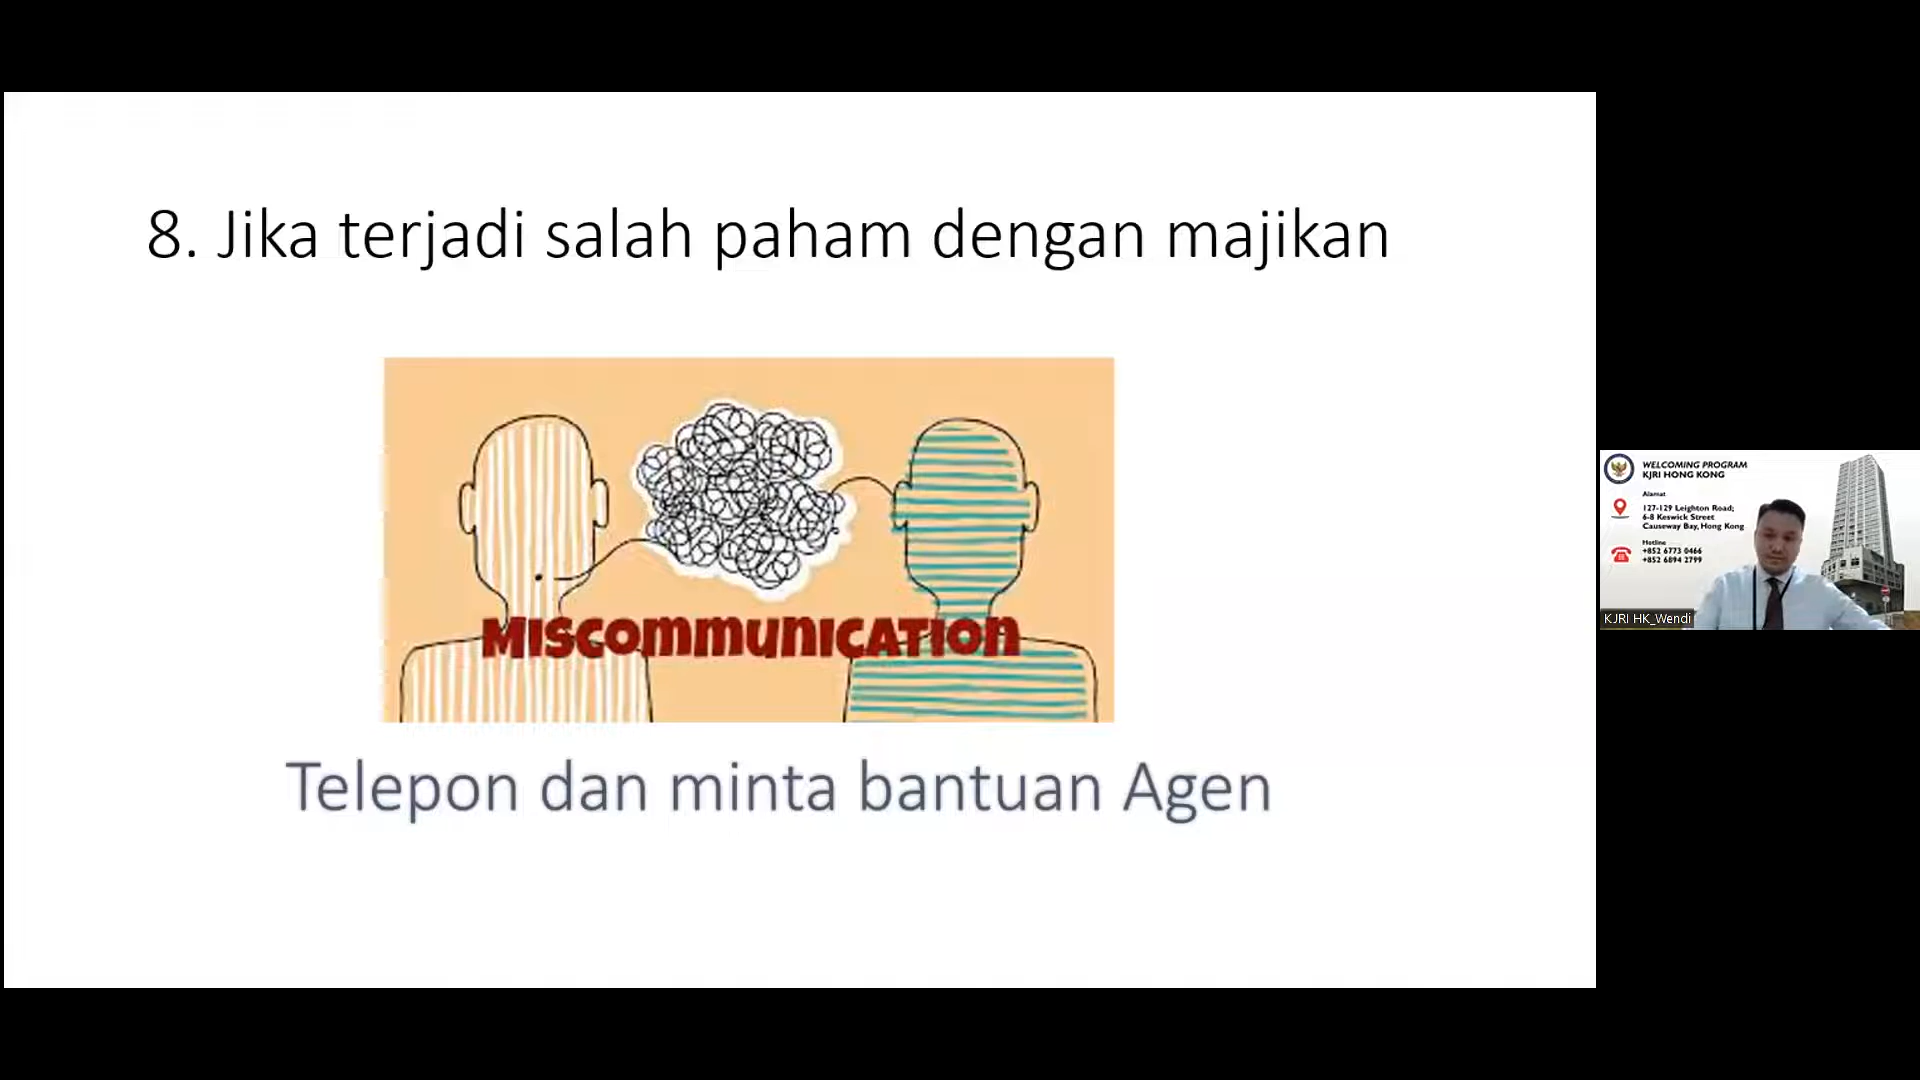 8. Jika terjadi salah paham dengan majikan
MISCOMMUNICATION
Telepon dan minta bantuan Agen
WELCOMING PROGRAM
KJRI HONG KONG
Alamat
127-129 Leighton Road;
6-8 Keswick Street
Causeway Bay, Hong Kong
Hotline
+852 6773 0466
+852 6894 2799
KJRI HK_Wendi